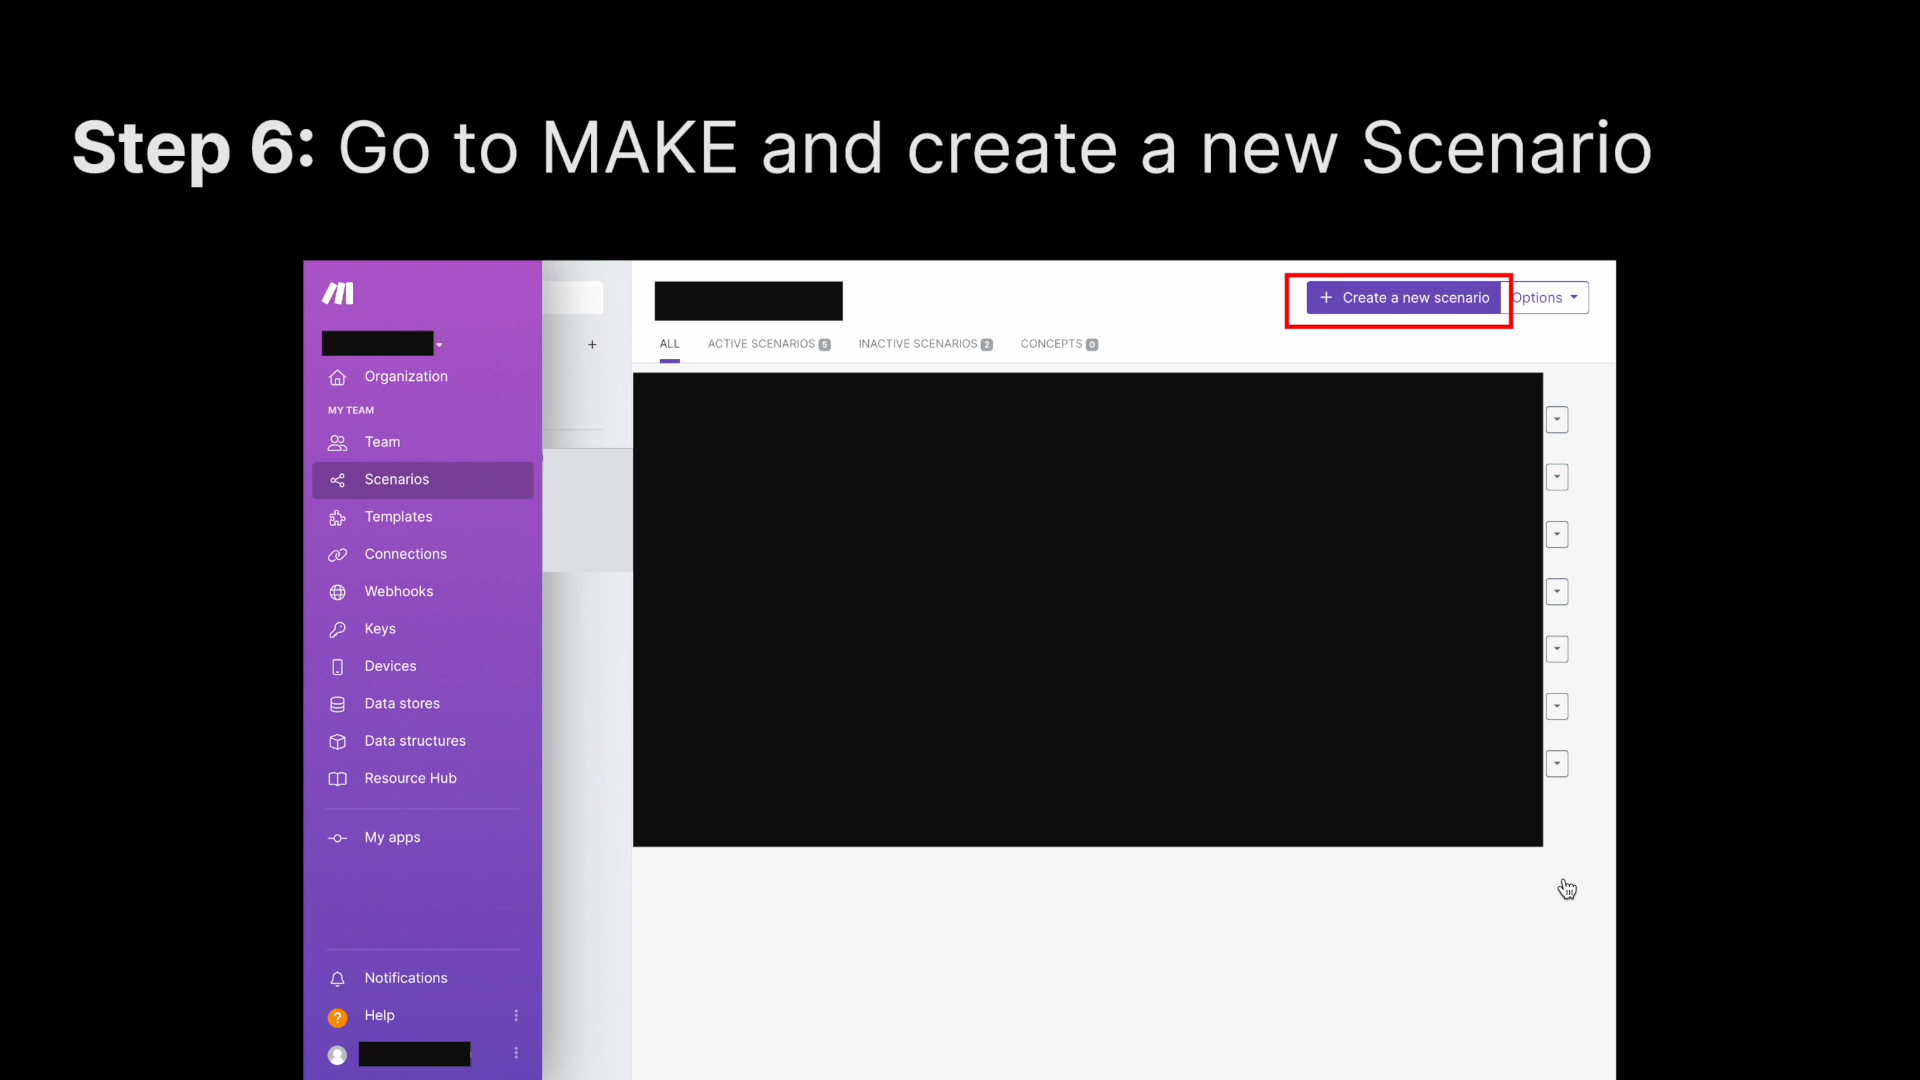 Step 6: Go to MAKE and create a new Scenario
+ Create a new scenario
Options
ALL
ACTIVE SCENARIOS 5
INACTIVE SCENARIOS 2
CONCEPTS 0
Organization
MY TEAM
Team
Scenarios
Templates
Connections
Webhooks
Keys
Devices
Data stores
Data structures
Resource Hub
My apps
Notifications
? Help